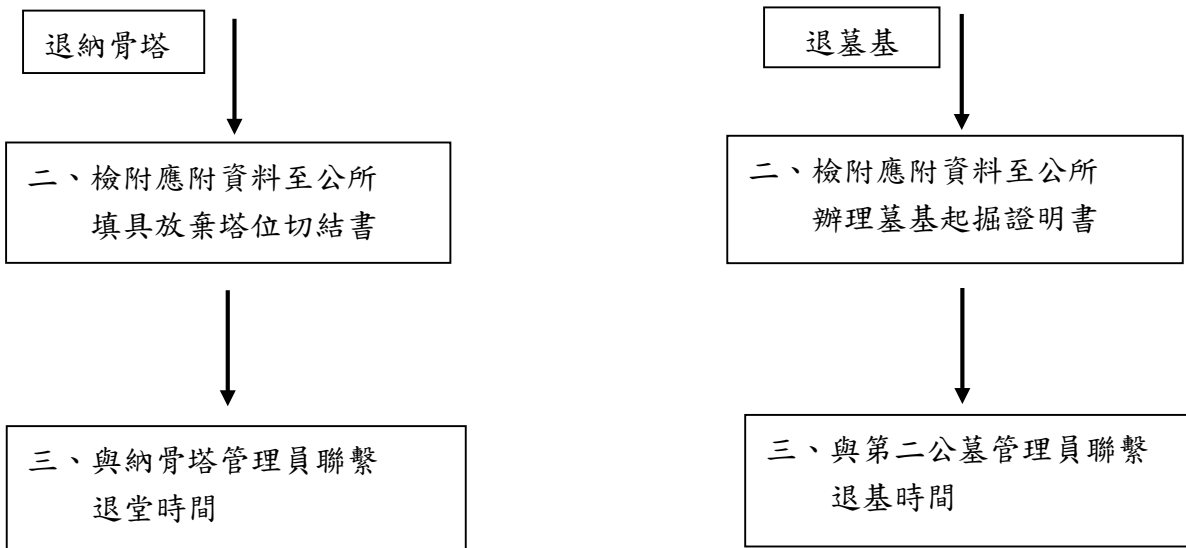 退納骨塔
二、檢附應附資料至公所
填具放棄塔位切結書
三、與納骨塔管理員聯繫
退堂時間
退墓基
二、檢附應附資料至公所
辦理墓基起掘證明書
三、與第二公墓管理員聯繫
退基時間